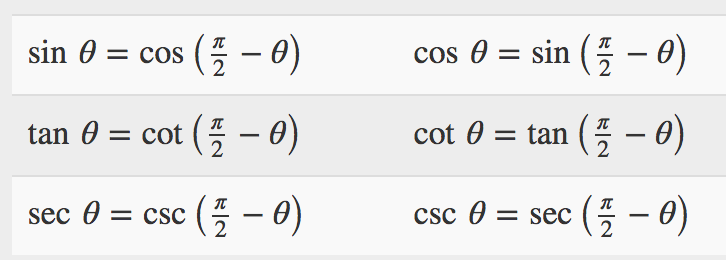 sin θ = cos (π/2 − θ) cos θ = sin (π/2 − θ)
tan θ = cot (π/2 − θ) cot θ = tan (π/2 − θ)
sec θ = csc (π/2 − θ) csc θ = sec (π/2 − θ)